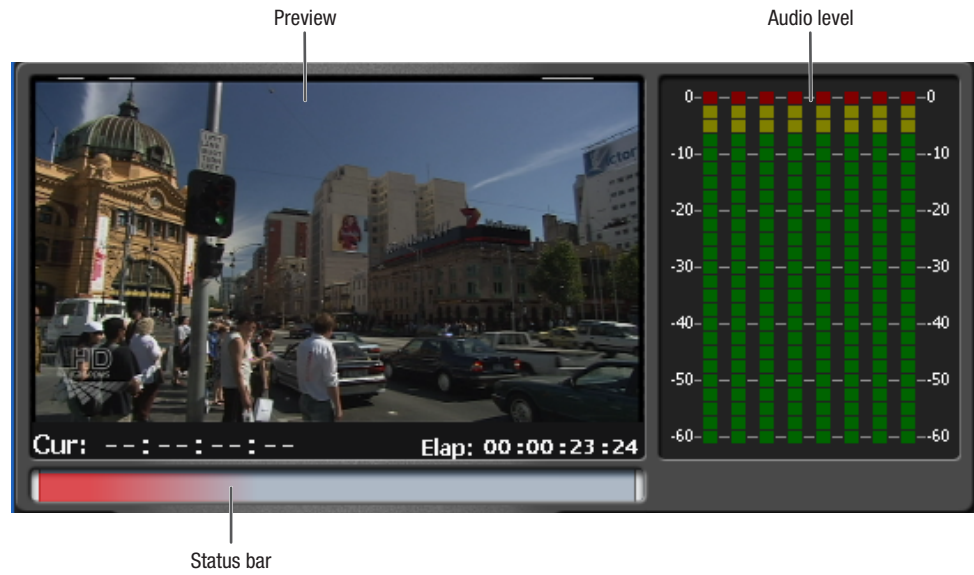 Preview
Audio level
0- -0
-10- -10
-20- -20
-30- -30
-40- -40
-50- -50
-60- -60
HD
Cur: --:--:--:--
Elap: 00:00:23:24
Status bar